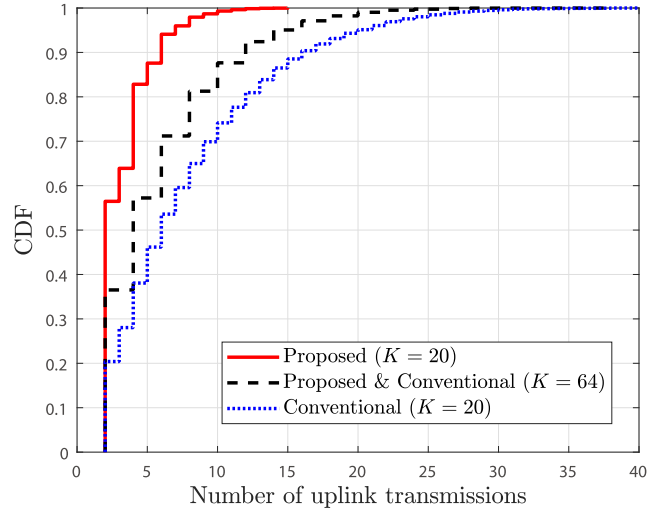 1
0.9
0.8
0.7
0.6
0.5
0.4
0.3
0.2
0.1
0
CDF
Proposed (K = 20)
Proposed & Conventional (K = 64)
Conventional (K = 20)
0 5 10 15 20 25 30 35 40
Number of uplink transmissions